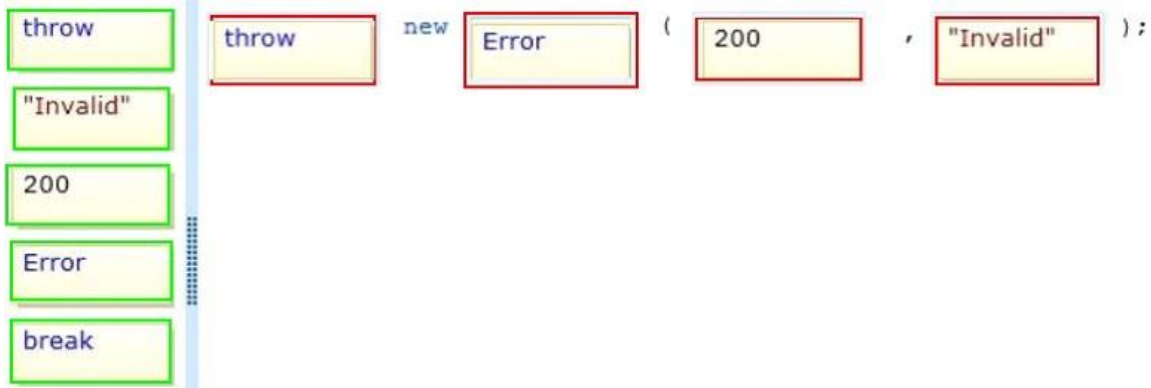 throw
"Invalid"
200
Error
break
throw new Error ( 200 , "Invalid" );